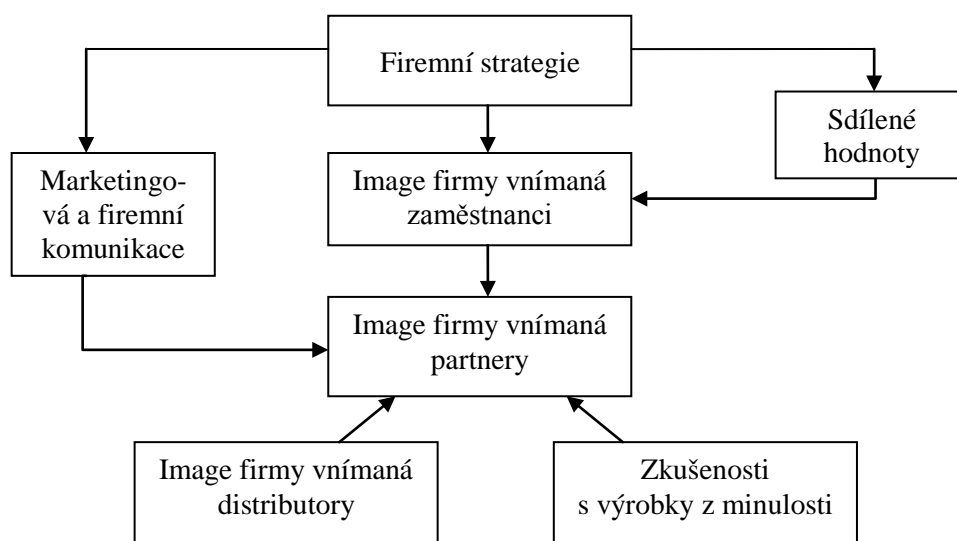 Firemní strategie
Sdílené
hodnoty
Marketingo-
vá a firemní
komunikace
Image firmy vnímaná
zaměstnanci
Image firmy vnímaná
partnery
Image firmy vnímaná
distributory
Zkušenosti
s výrobky z minulosti